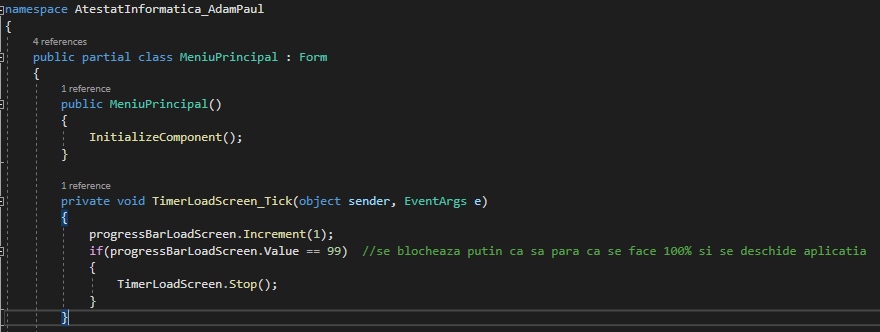 namespace AtestatInformatica_AdamPaul
{
4 references
public partial class MeniuPrincipal : Form
{
1 reference
public MeniuPrincipal()
{
InitializeComponent();
}
1 reference
private void TimerLoadScreen_Tick(object sender, EventArgs e)
{
progressBarLoadScreen.Increment(1);
if(progressBarLoadScreen.Value == 99)  //se blocheaza putin ca sa para ca se face 100% si se deschide aplicatia
{
TimerLoadScreen.Stop();
}
}